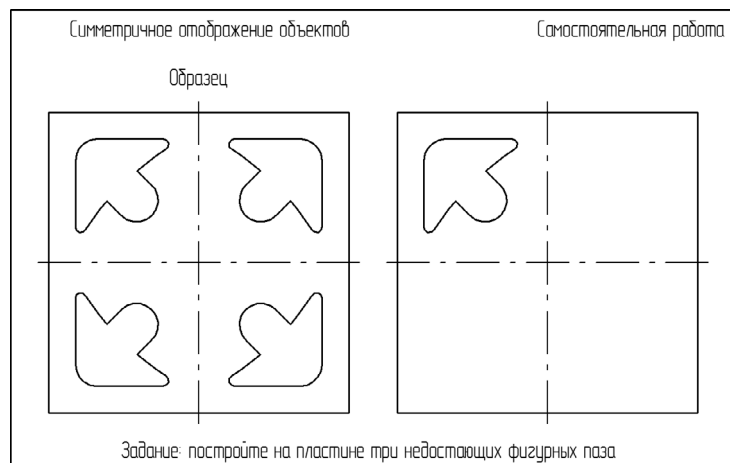 Симметричное отображение объектов
Самостоятельная работа
Образец
Задание: постройте на пластине три недостающих фигурных паза